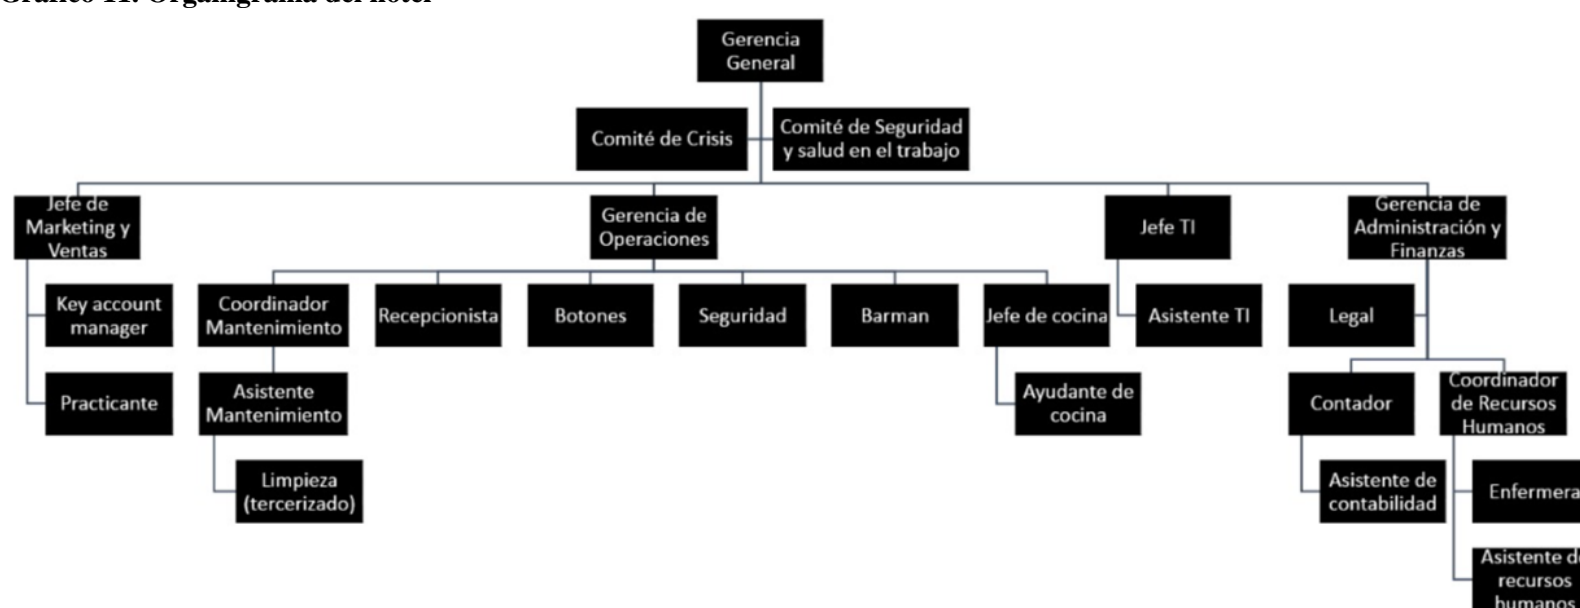 Gráfico 11. Organigrama del hotel
Gerencia
General
Comité de Crisis
Comité de Seguridad
y salud en el trabajo
Jefe de
Marketing y
Ventas
Gerencia de
Operaciones
Jefe TI
Gerencia de
Administración y
Finanzas
Key account
manager
Coordinador
Mantenimiento
Recepcionista
Botones
Seguridad
Barman
Jefe de cocina
Asistente TI
Legal
Practicante
Asistente
Mantenimiento
Ayudante de
cocina
Contador
Coordinador
de Recursos
Humanos
Limpieza
(tercerizado)
Asistente de
contabilidad
Enfermera
Asistente de
recursos
humanos